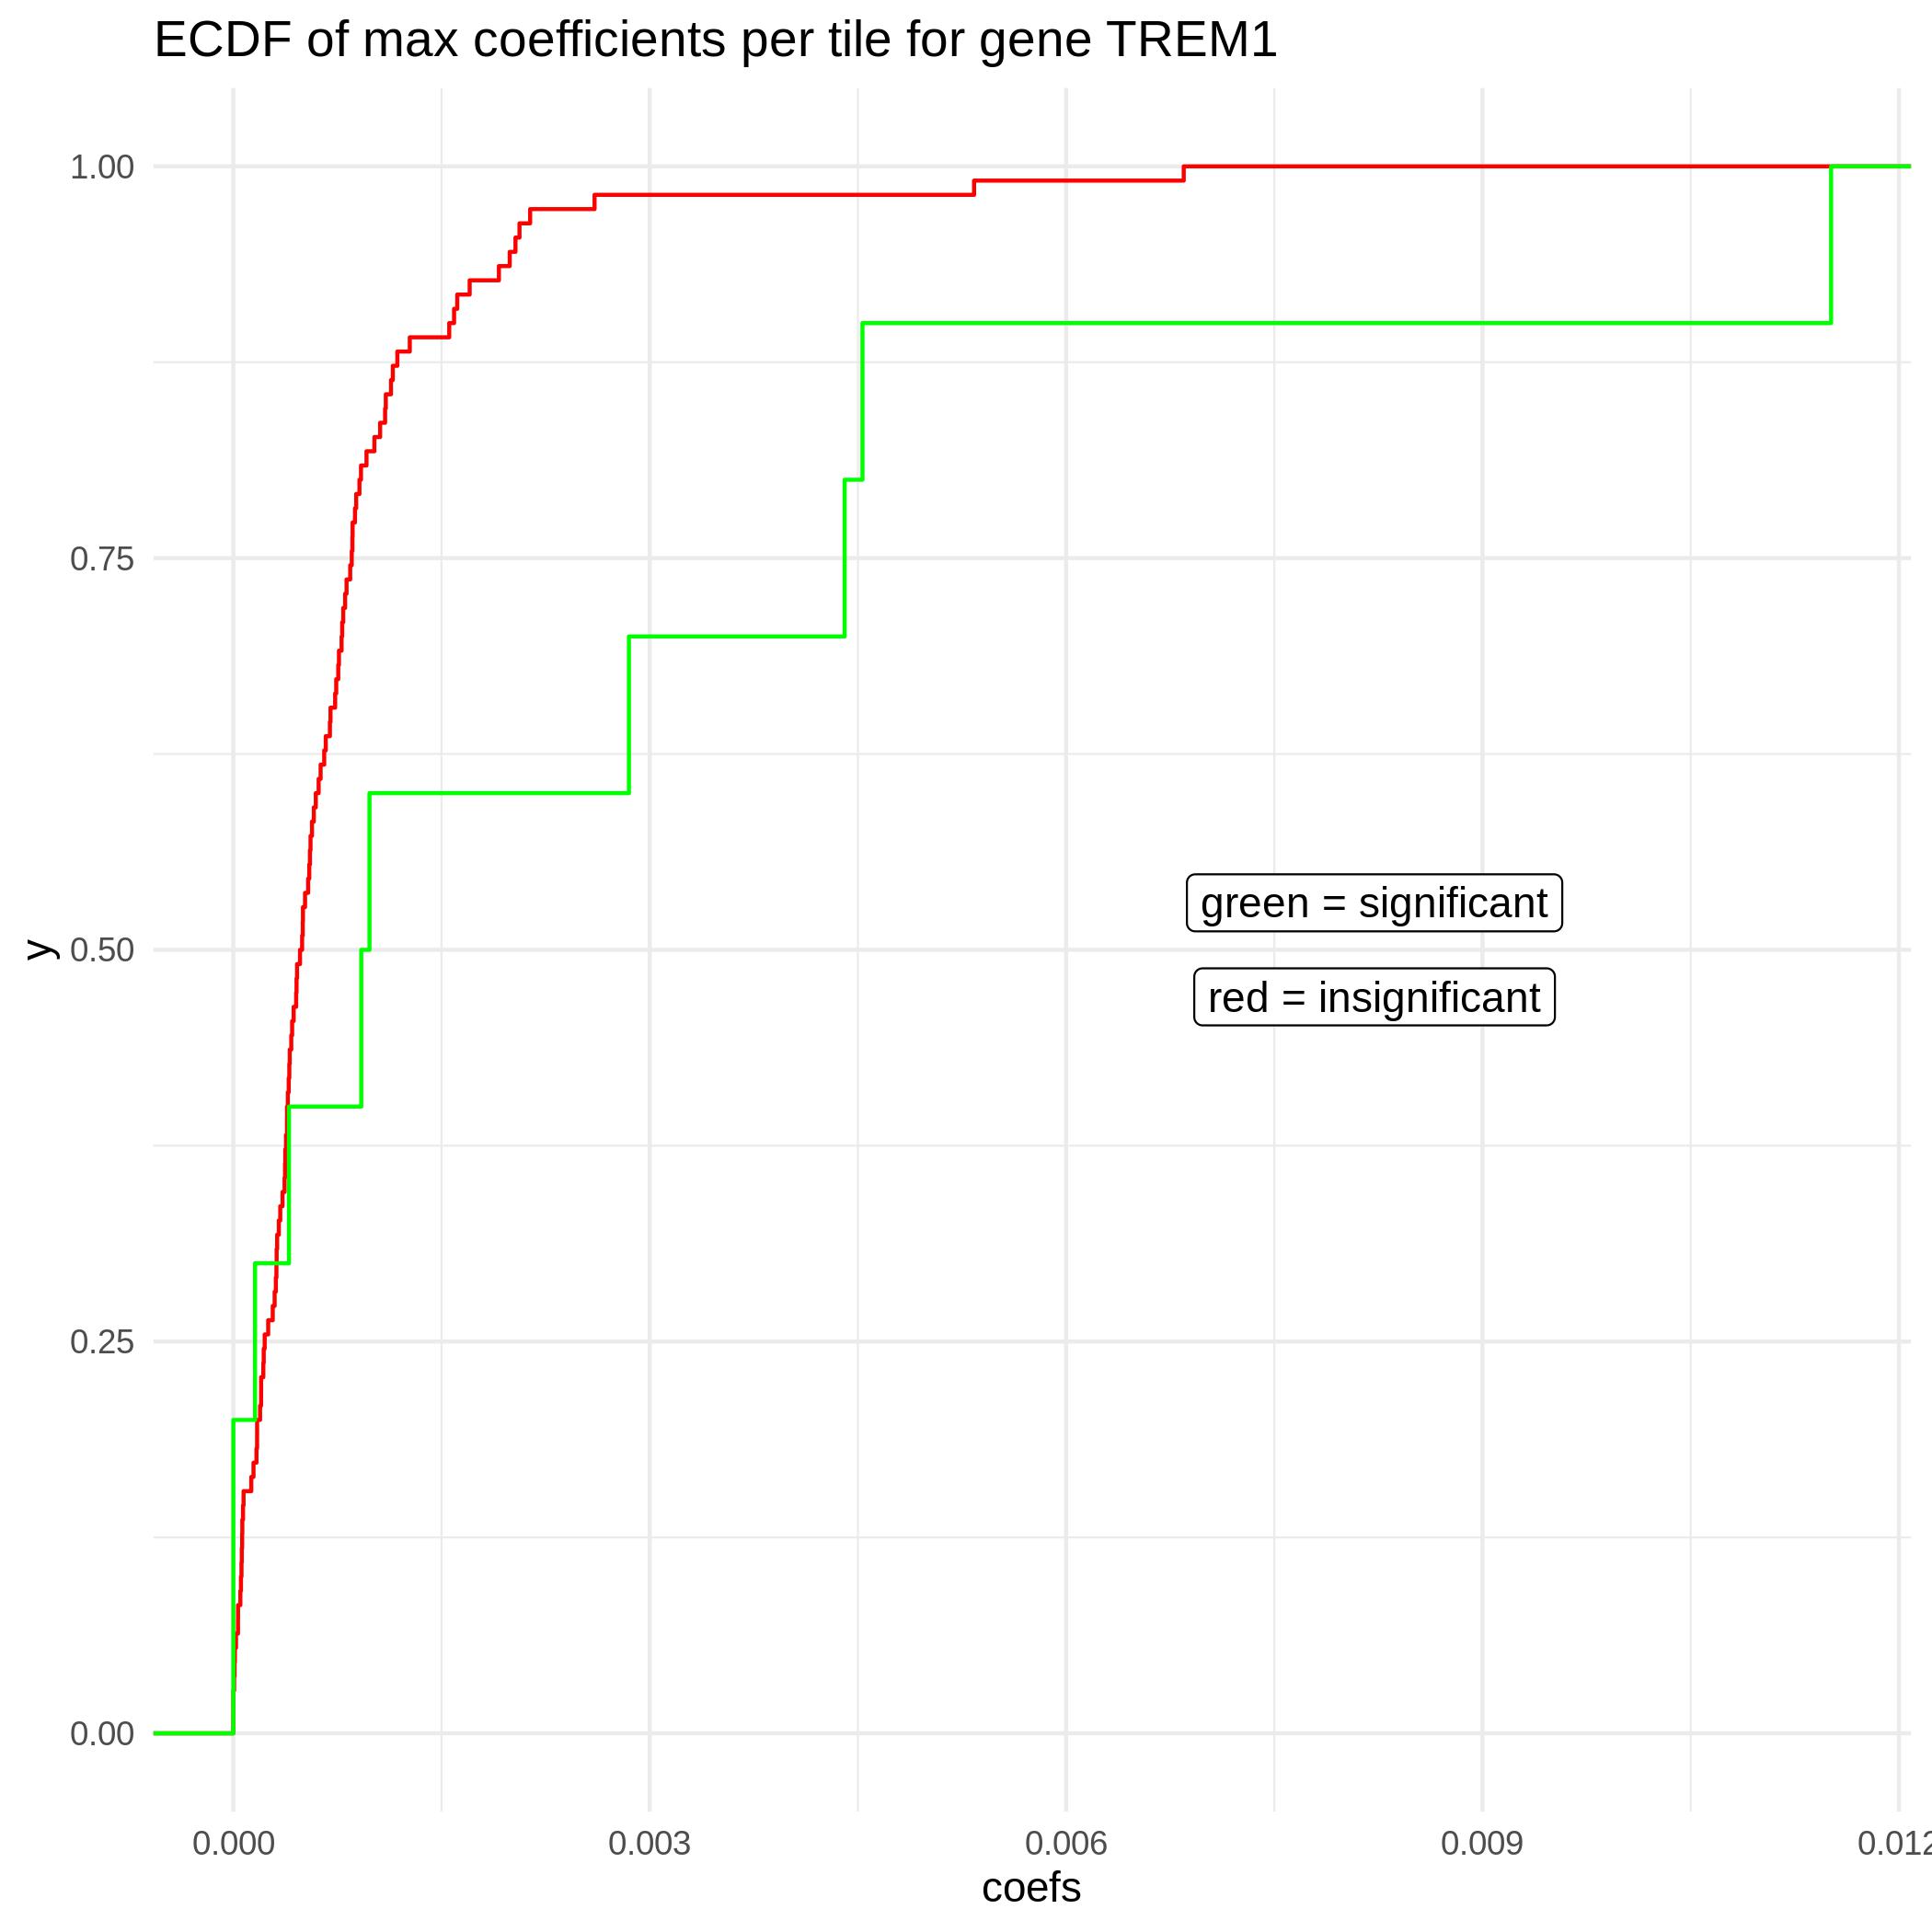 ECDF of max coefficients per tile for gene TREM1
1.00
0.75
0.50
0.25
0.00
y
green = significant
red = insignificant
0.000
0.003
0.006
0.009
0.012
coefs